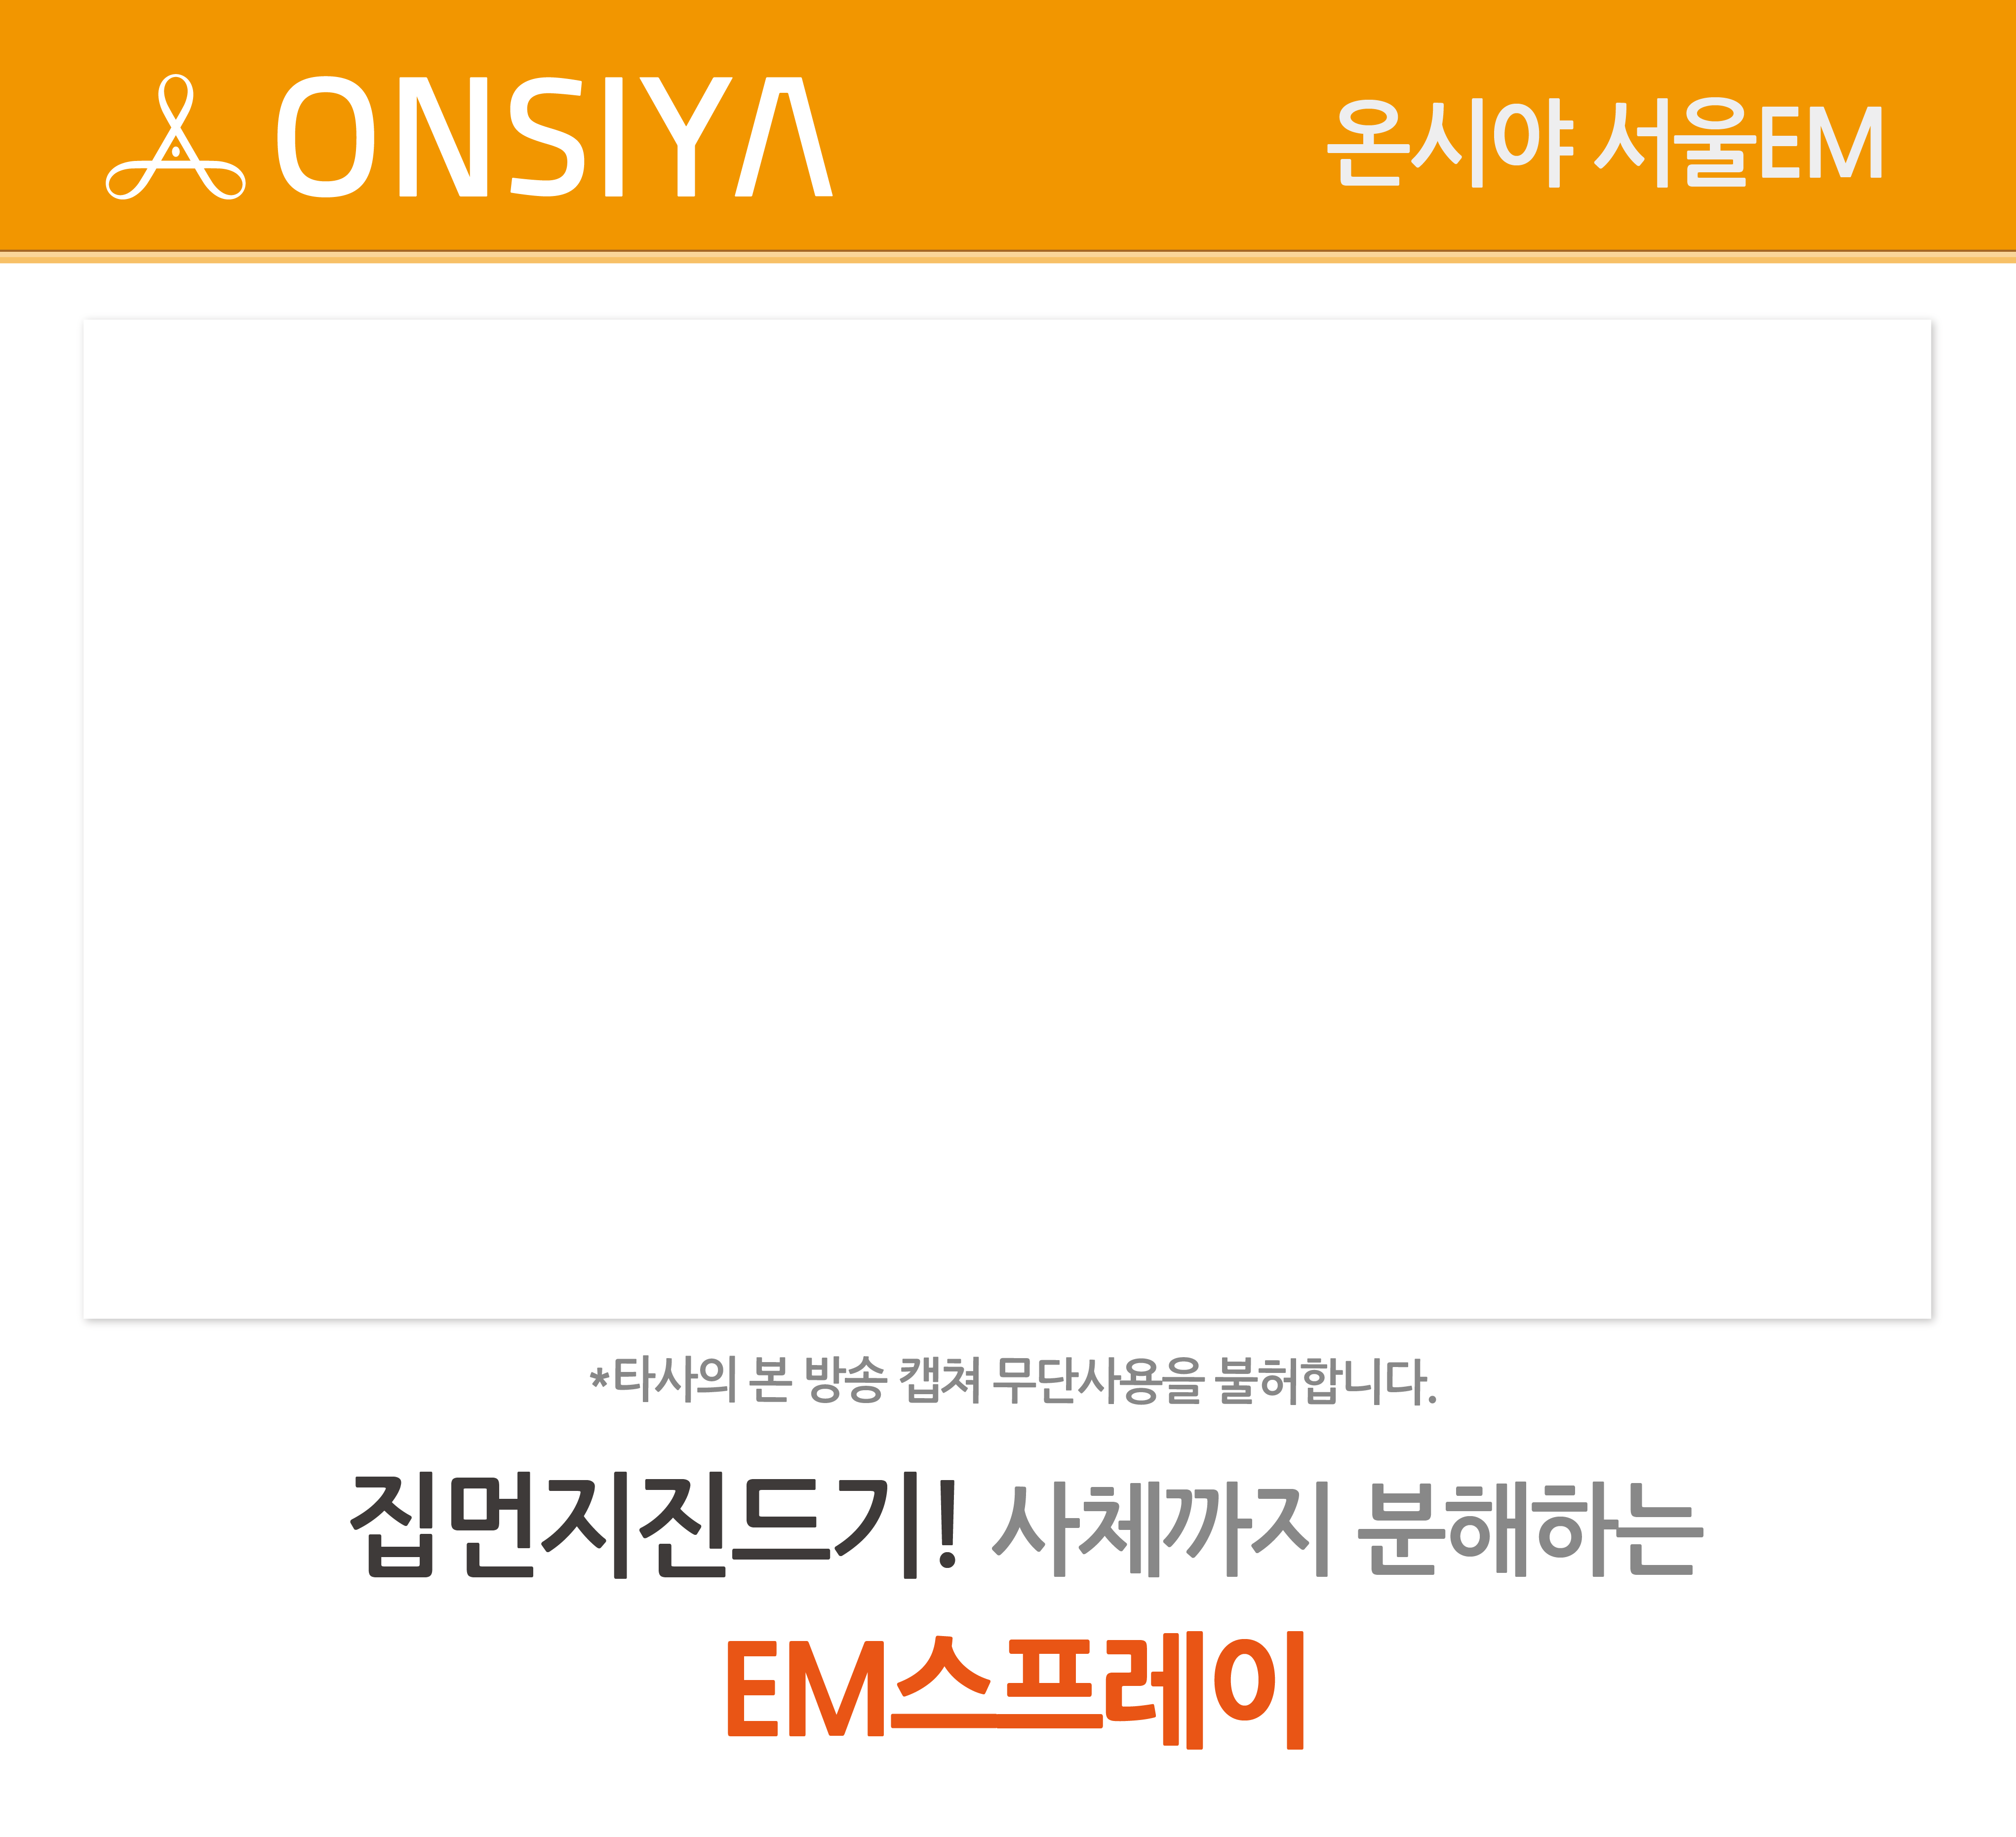 ONSIYA
온시야 서울EM
*타사의 본 방송 캡쳐 무단사용을 불허합니다.
집먼지진드기! 사체까지 분해하는
EM스프레이